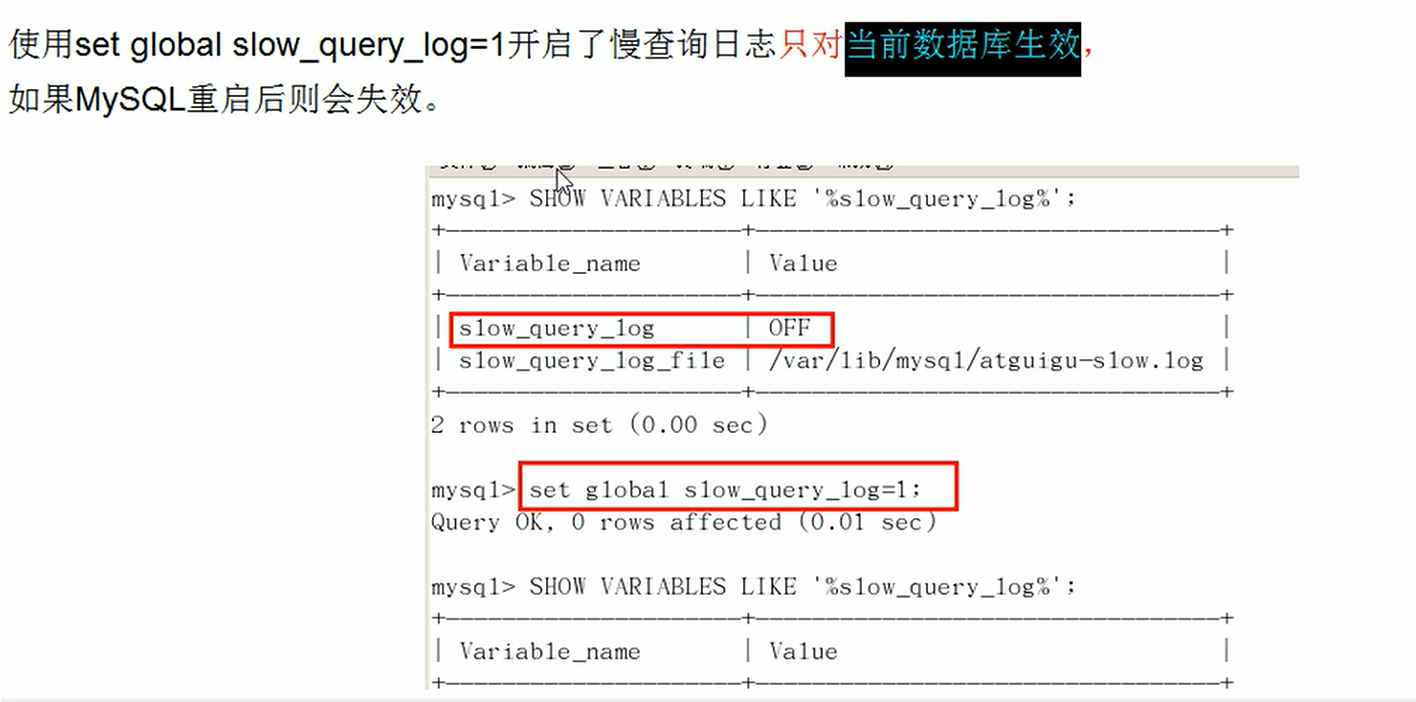 使用set global slow_query_log=1开启了慢查询日志只对当前数据库生效，
如果MySQL重启后则会失效。
mysql> SHOW VARIABLES LIKE '%slow_query_log%';
+---------------------+---------------------------------+
| Variable_name | Value |
+---------------------+---------------------------------+
| slow_query_log | OFF |
| slow_query_log_file | /var/lib/mysql/atguigu-slow.log |
+---------------------+---------------------------------+
2 rows in set (0.00 sec)
mysql> set global slow_query_log=1;
Query OK, 0 rows affected (0.01 sec)
mysql> SHOW VARIABLES LIKE '%slow_query_log%';
+---------------------+---------------------------------+
| Variable_name | Value |
+---------------------+---------------------------------+